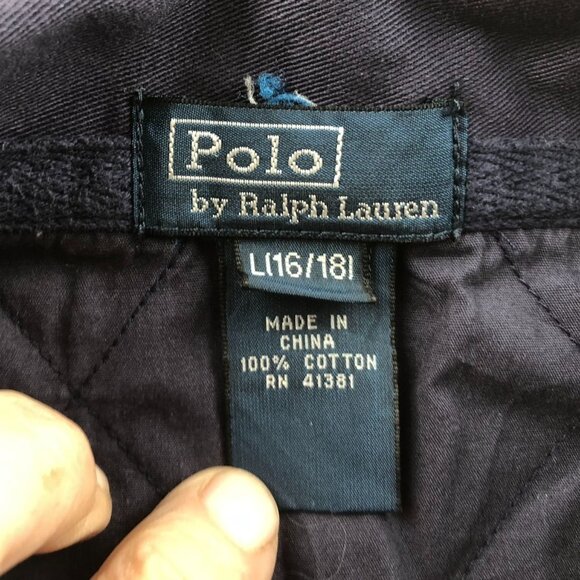 Polo
by Ralph Lauren
L(16/18)
MADE IN
CHINA
100% COTTON
RN 41381